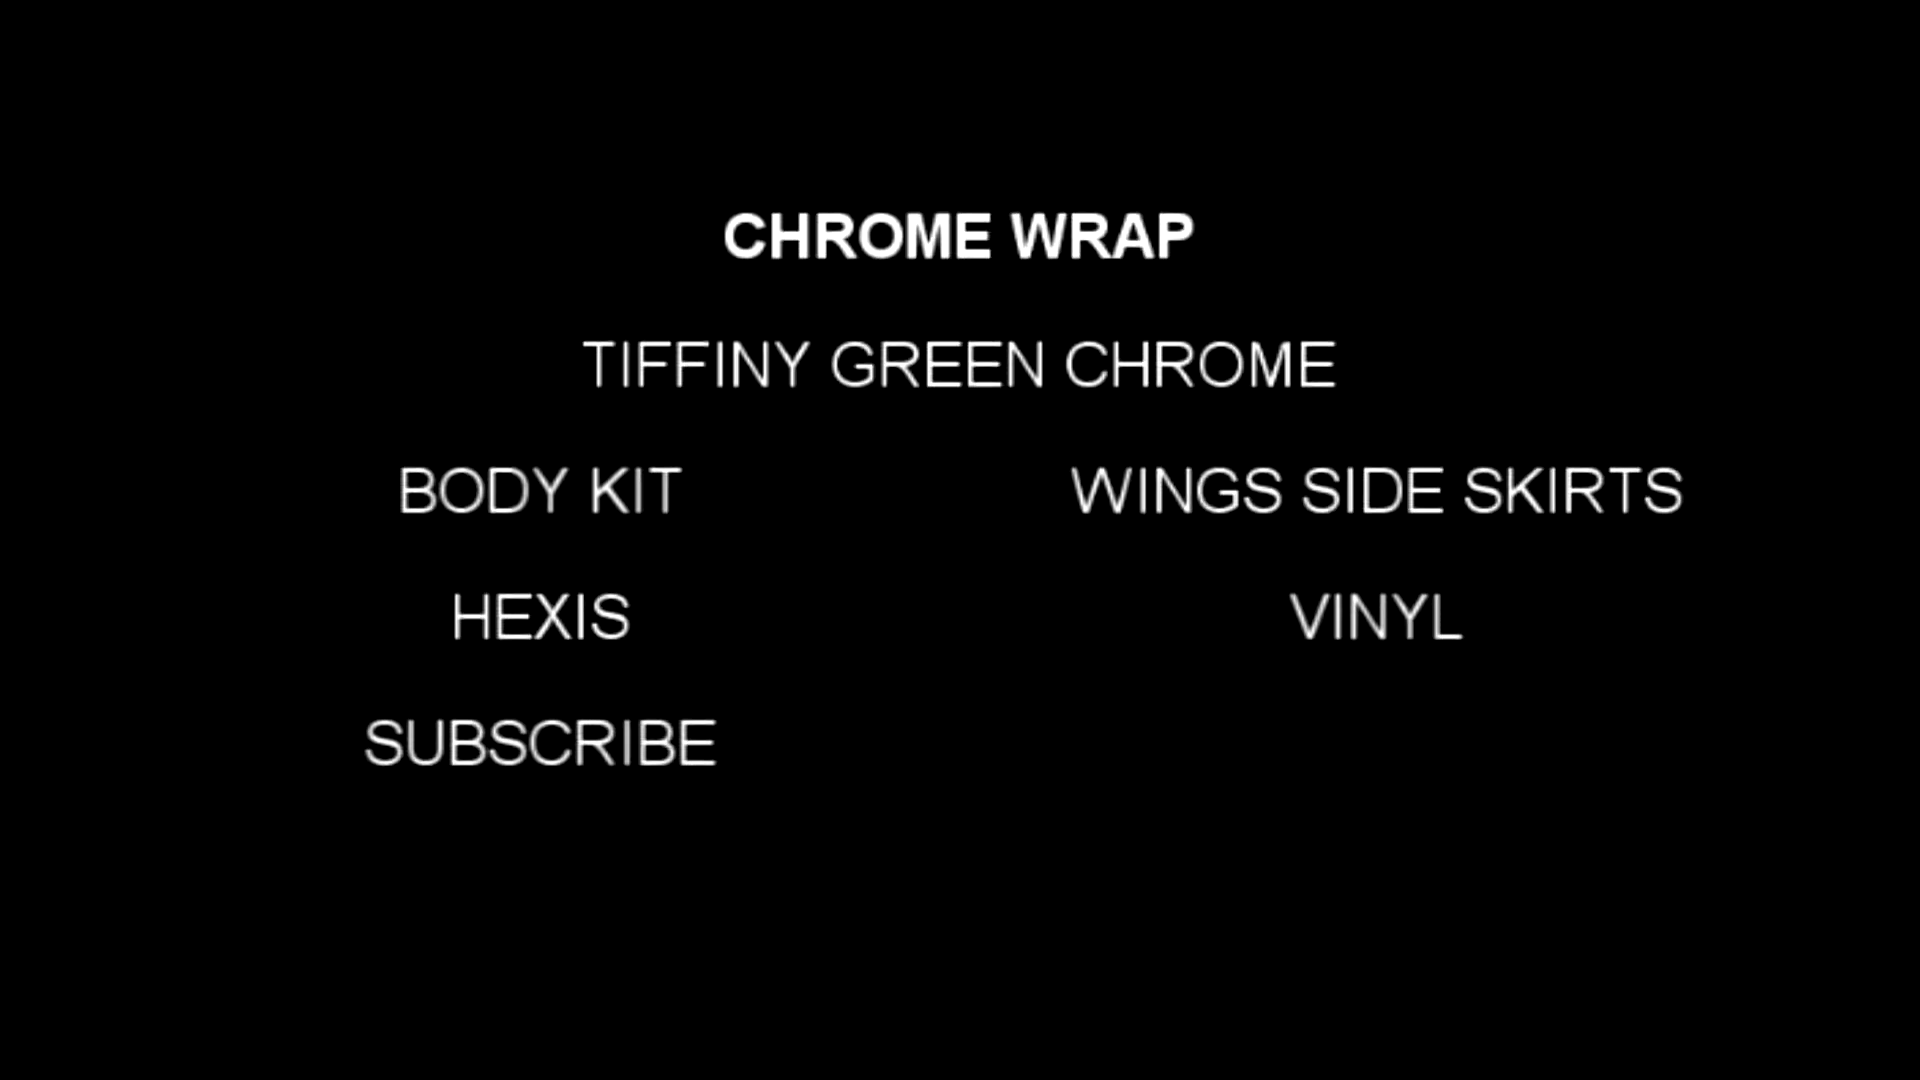 CHROME WRAP
TIFFINY GREEN CHROME
BODY KIT WINGS SIDE SKIRTS
HEXIS VINYL
SUBSCRIBE